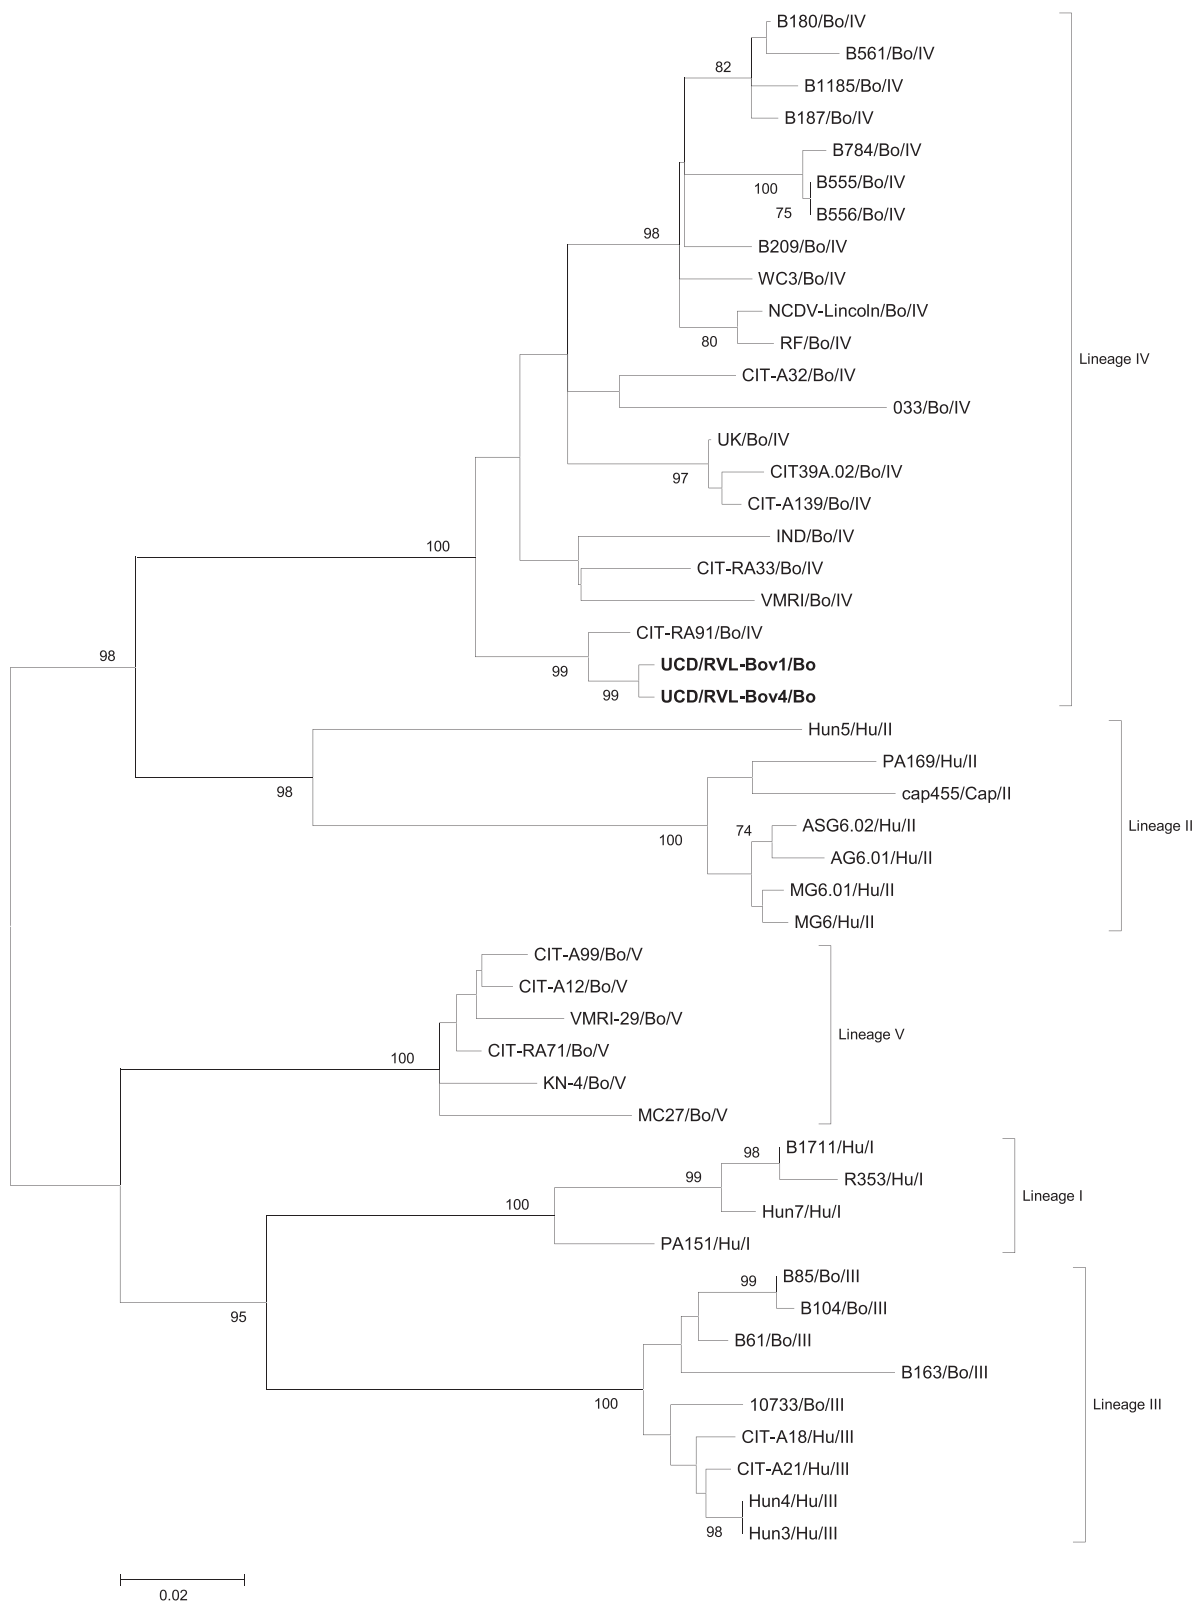 B180/Bo/IV
B561/Bo/IV
82
B1185/Bo/IV
B187/Bo/IV
B784/Bo/IV
100
B555/Bo/IV
75
B556/Bo/IV
98
B209/Bo/IV
WC3/Bo/IV
NCDV-Lincoln/Bo/IV
80
RF/Bo/IV
Lineage IV
CIT-A32/Bo/IV
033/Bo/IV
UK/Bo/IV
97
CIT39A.02/Bo/IV
CIT-A139/Bo/IV
IND/Bo/IV
100
CIT-RA33/Bo/IV
VMRI/Bo/IV
CIT-RA91/Bo/IV
98
99
UCD/RVL-Bov1/Bo
99
UCD/RVL-Bov4/Bo
Hun5/Hu/II
PA169/Hu/II
98
cap455/Cap/II
ASG6.02/Hu/II
Lineage II
74
100
AG6.01/Hu/II
MG6.01/Hu/II
MG6/Hu/II
CIT-A99/Bo/V
CIT-A12/Bo/V
VMRI-29/Bo/V
Lineage V
CIT-RA71/Bo/V
100
KN-4/Bo/V
MC27/Bo/V
B1711/Hu/I
98
R353/Hu/I
99
Lineage I
100
Hun7/Hu/I
PA151/Hu/I
B85/Bo/III
99
B104/Bo/III
95
B61/Bo/III
B163/Bo/III
100
10733/Bo/III
Lineage III
CIT-A18/Hu/III
CIT-A21/Hu/III
Hun4/Hu/III
98
Hun3/Hu/III
0.02